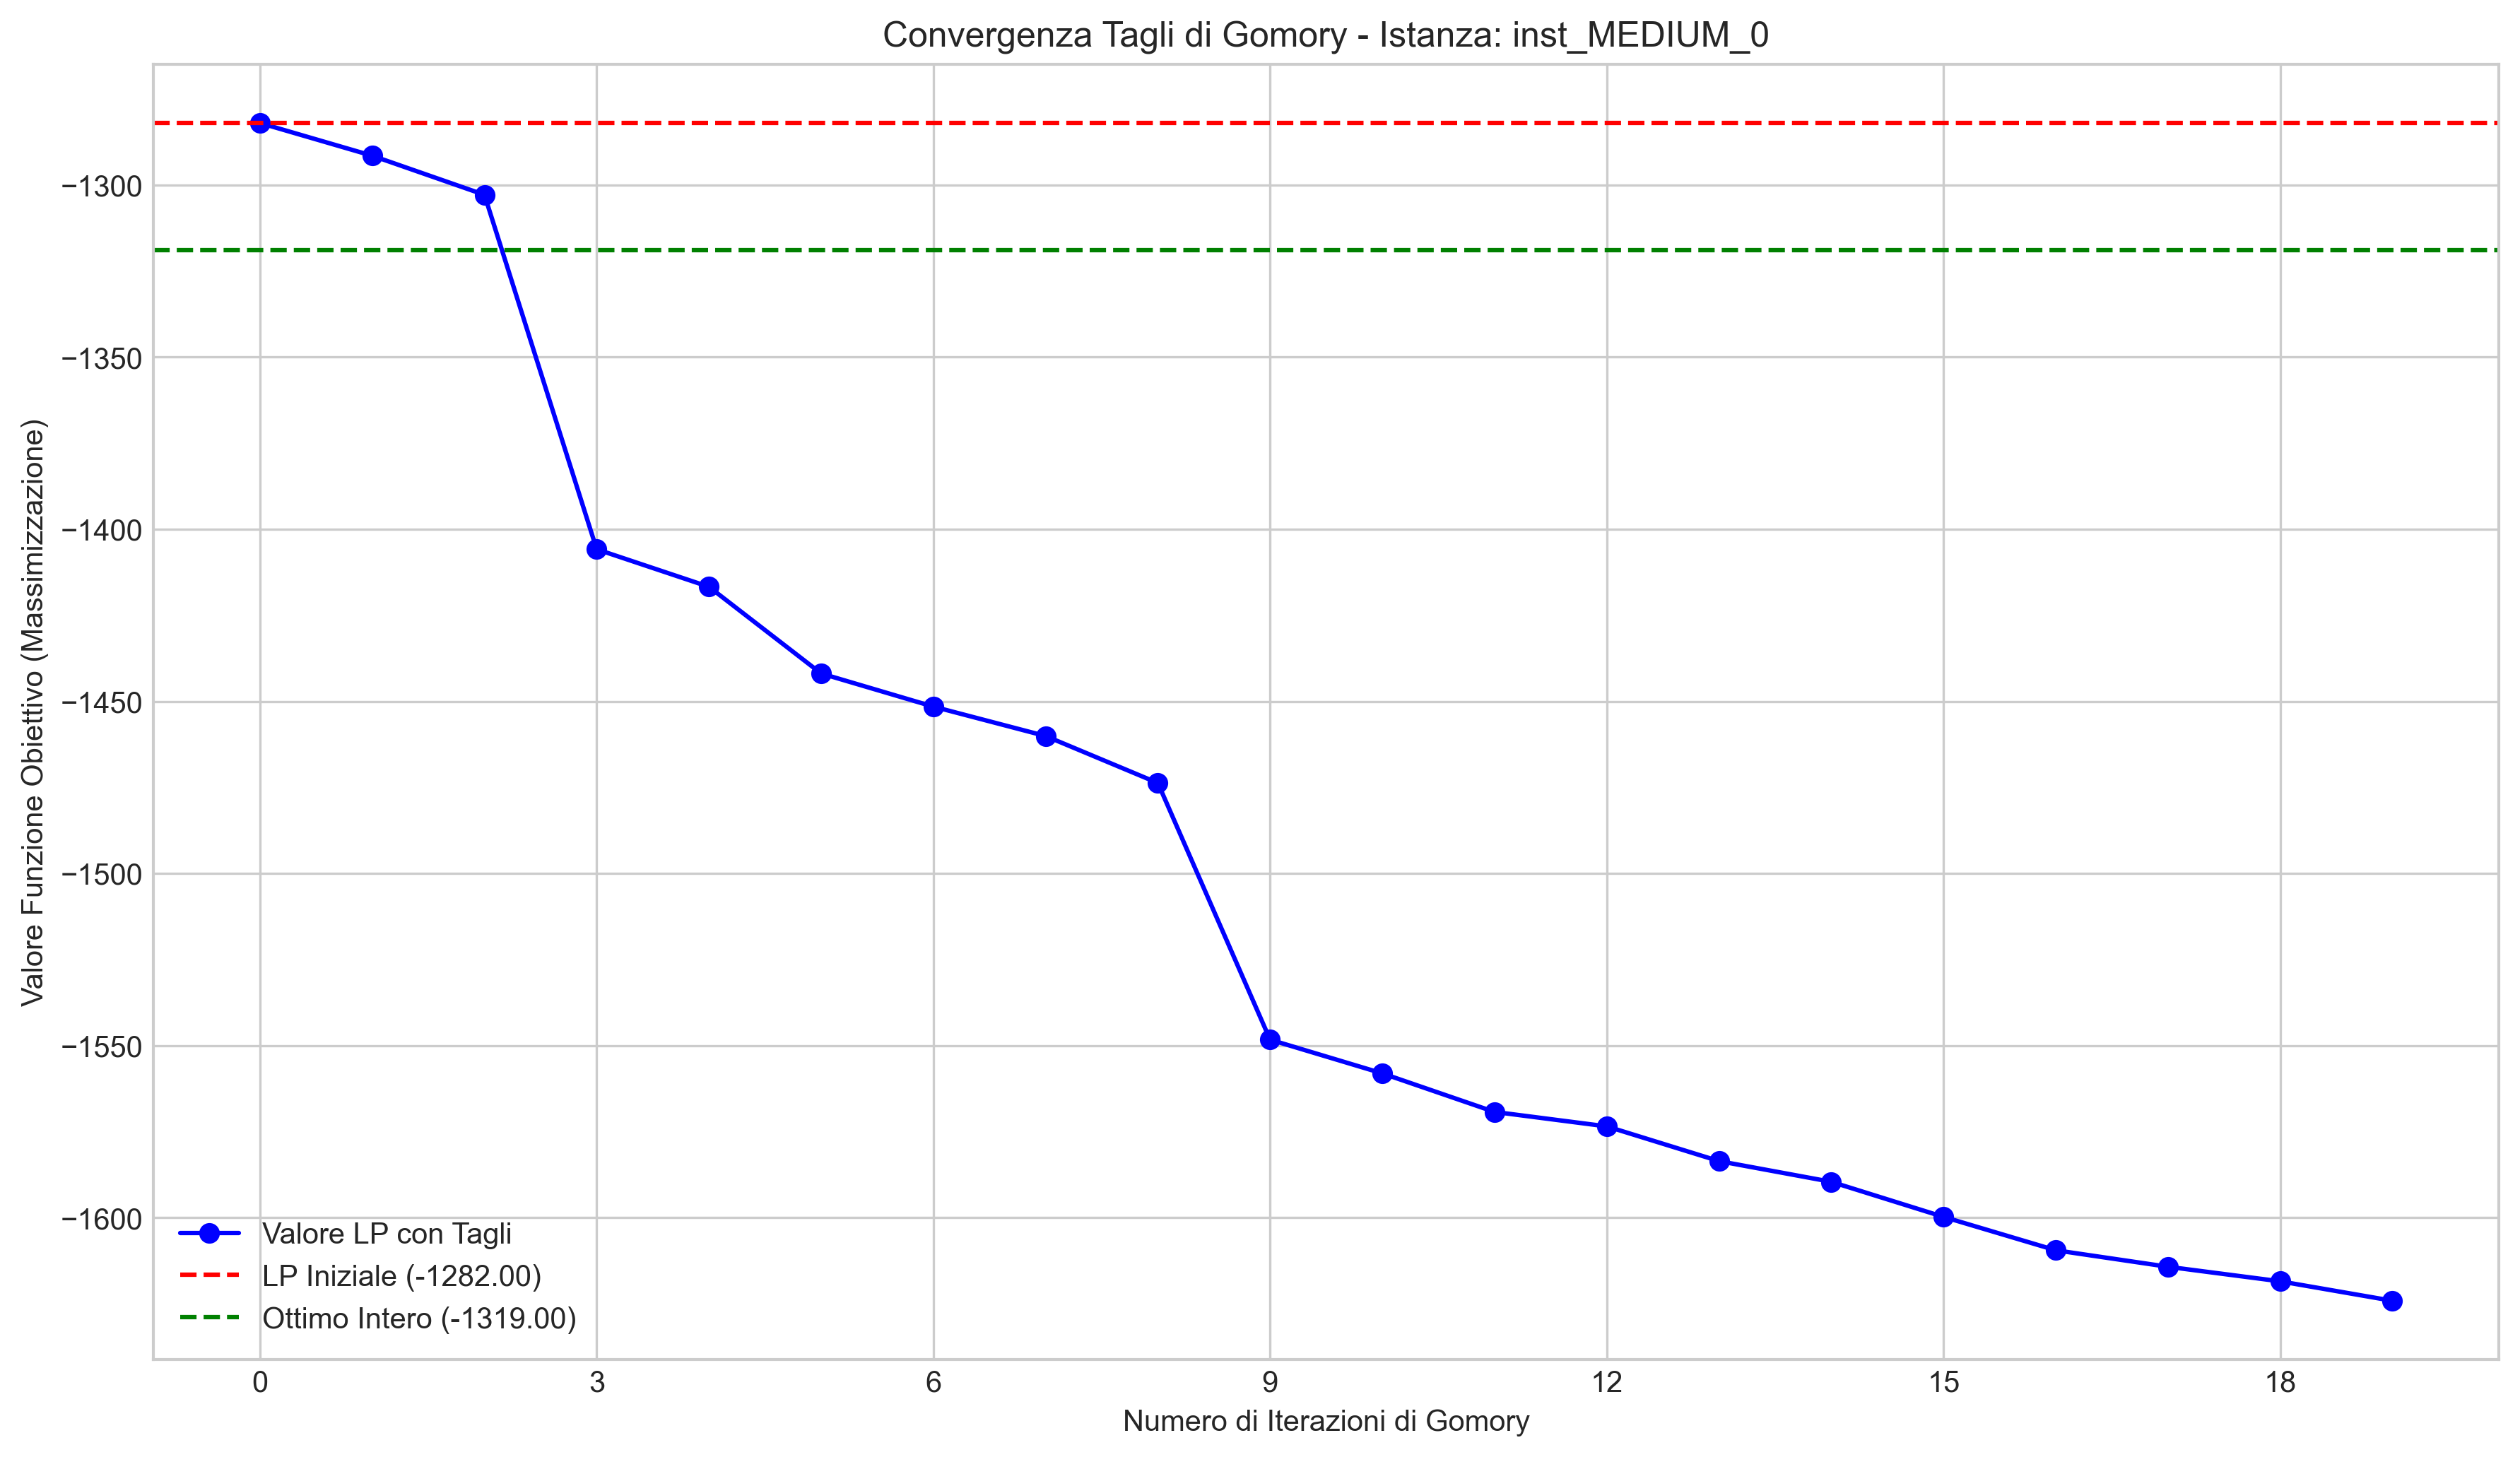 Convergenza Tagli di Gomory - Istanza: inst_MEDIUM_0
Valore Funzione Obiettivo (Massimizzazione)
−1300
−1350
−1400
−1450
−1500
−1550
−1600
Valore LP con Tagli
LP Iniziale (-1282.00)
Ottimo Intero (-1319.00)
0 3 6 9 12 15 18
Numero di Iterazioni di Gomory